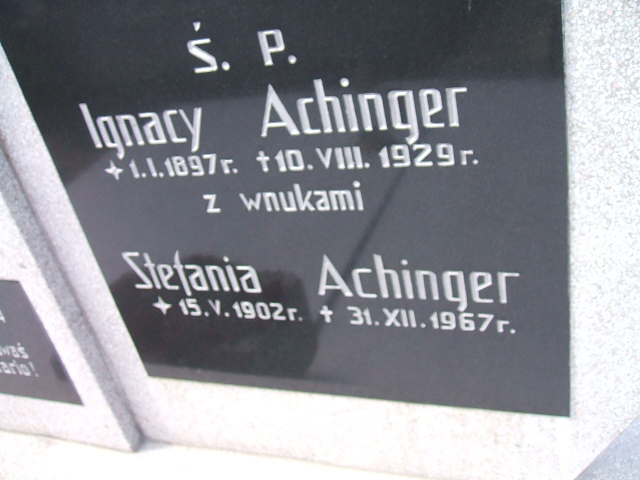 Ś. P.
Ignacy Achinger
✦ 1.I.1897 r. † 10.VIII.1929 r.
z wnukami
Stefania Achinger
✦ 15.V.1902 r. † 31.XII.1967 r.